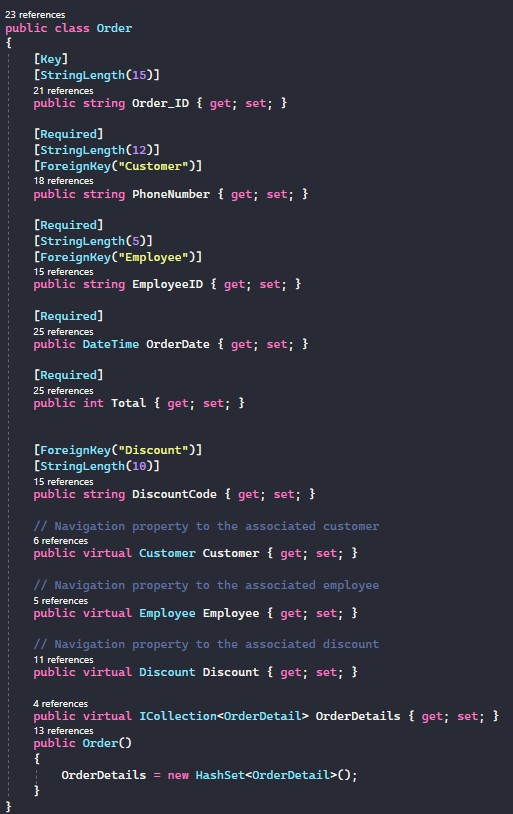 23 references
public class Order
{
[Key]
[StringLength(15)]
21 references
public string Order_ID { get; set; }
[Required]
[StringLength(12)]
[ForeignKey("Customer")]
18 references
public string PhoneNumber { get; set; }
[Required]
[StringLength(5)]
[ForeignKey("Employee")]
15 references
public string EmployeeID { get; set; }
[Required]
25 references
public DateTime OrderDate { get; set; }
[Required]
25 references
public int Total { get; set; }
[ForeignKey("Discount")]
[StringLength(10)]
15 references
public string DiscountCode { get; set; }
// Navigation property to the associated customer
6 references
public virtual Customer Customer { get; set; }
// Navigation property to the associated employee
5 references
public virtual Employee Employee { get; set; }
// Navigation property to the associated discount
11 references
public virtual Discount Discount { get; set; }
4 references
public virtual ICollection<OrderDetail> OrderDetails { get; set; }
13 references
public Order()
{
OrderDetails = new HashSet<OrderDetail>();
}
}